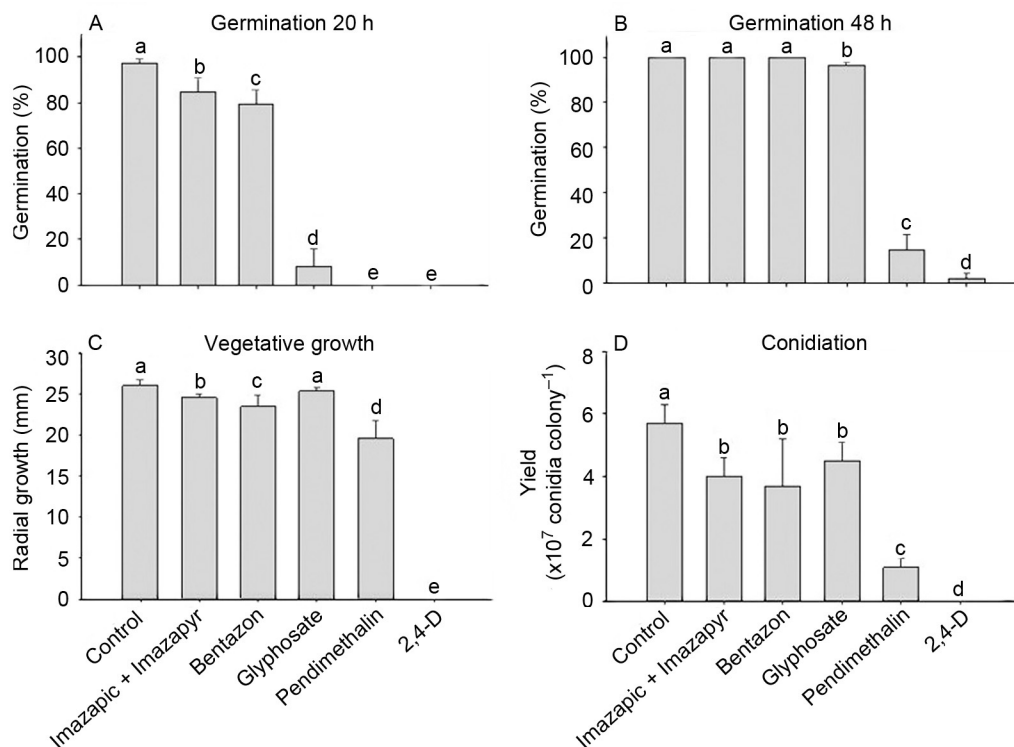 A
Germination 20 h
Germination (%)
100
80
60
40
20
0
a
b
c
d
e
e
B
Germination 48 h
Germination (%)
100
80
60
40
20
0
a
a
a
b
c
d
C
Vegetative growth
Radial growth (mm)
30
25
20
15
10
5
0
a
b
c
a
d
e
Control
Imazapic + Imazapyr
Bentazon
Glyphosate
Pendimethalin
2,4-D
D
Conidiation
Yield
(x10⁷ conidia colony⁻¹)
8
6
4
2
0
a
b
b
b
c
d
Control
Imazapic + Imazapyr
Bentazon
Glyphosate
Pendimethalin
2,4-D